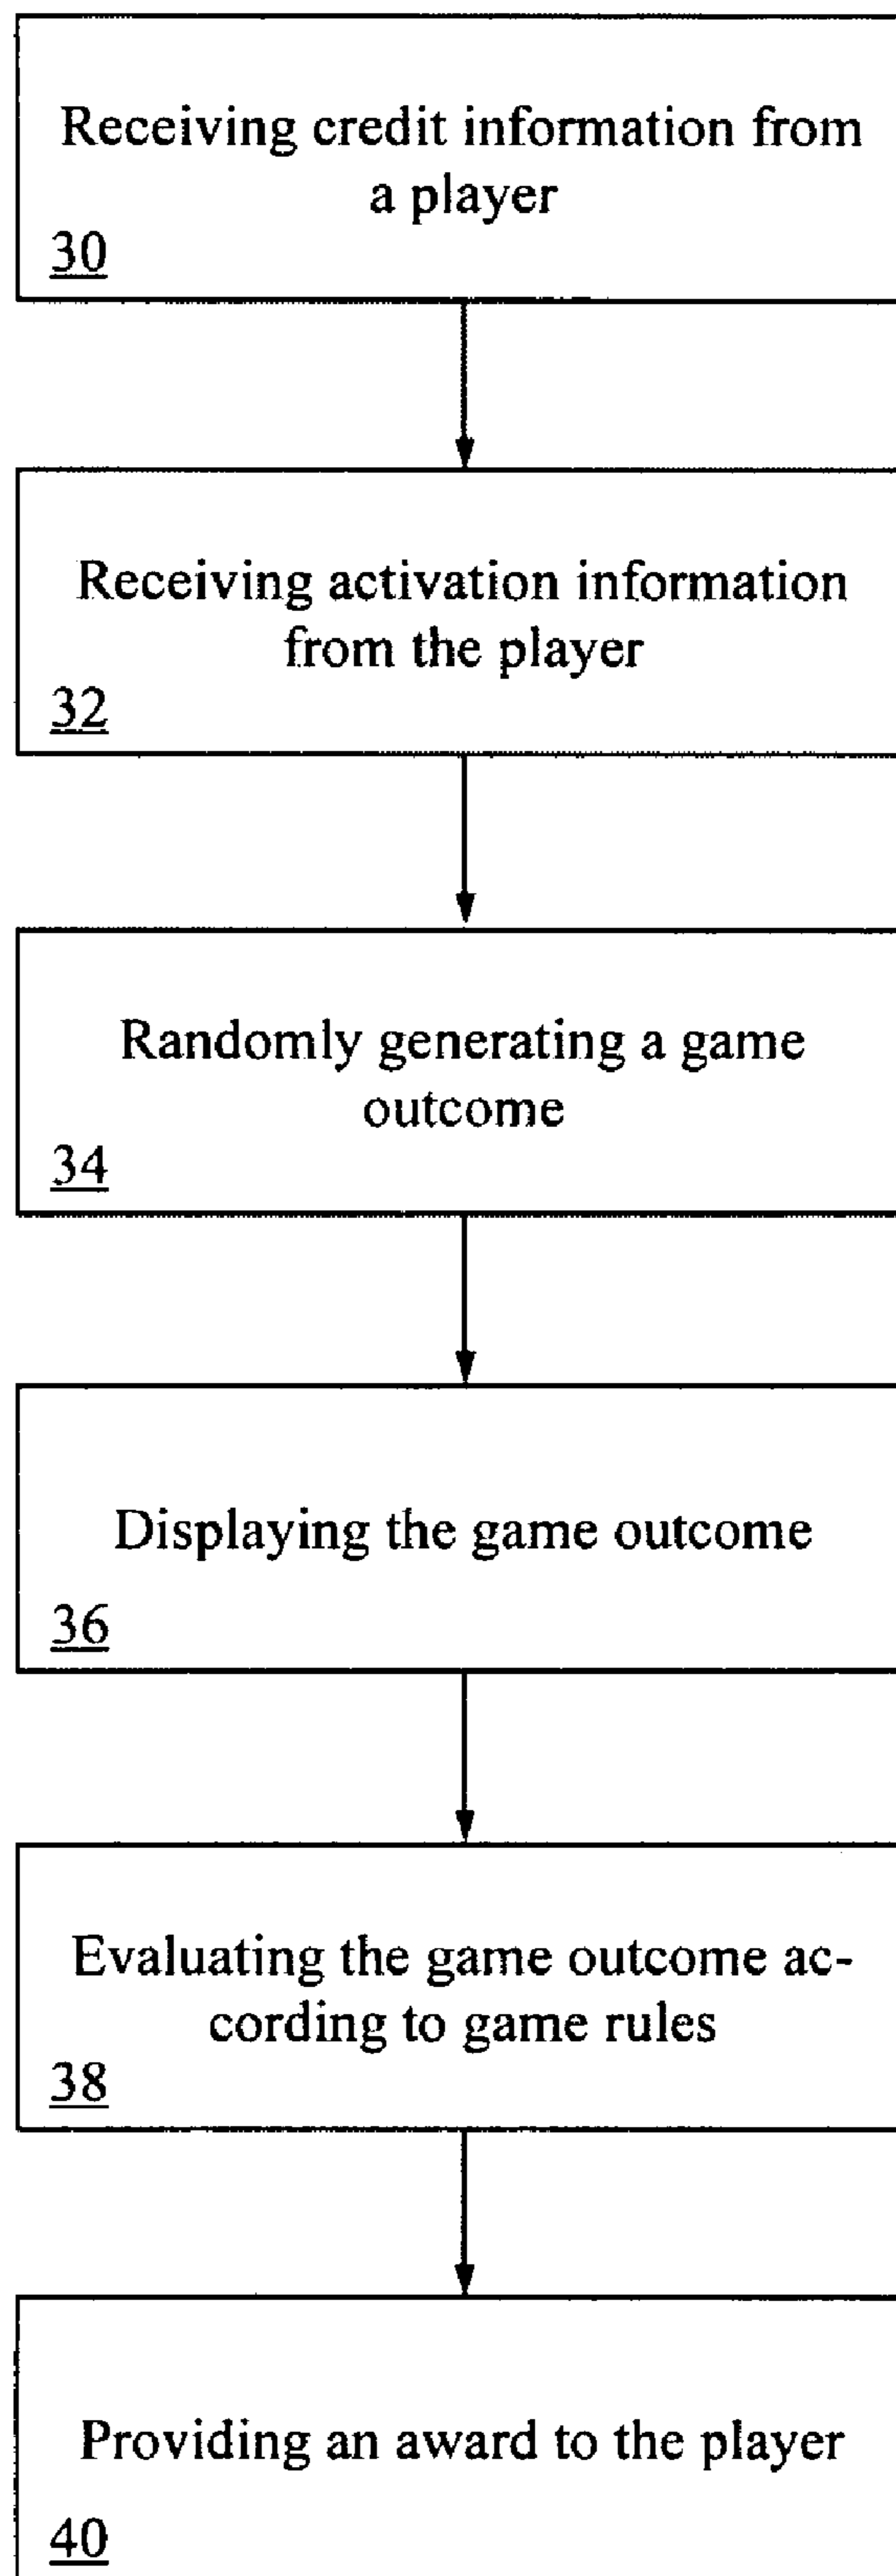 Receiving credit information from
a player
30
Receiving activation information
from the player
32
Randomly generating a game
outcome
34
Displaying the game outcome
36
Evaluating the game outcome ac-
cording to game rules
38
Providing an award to the player
40